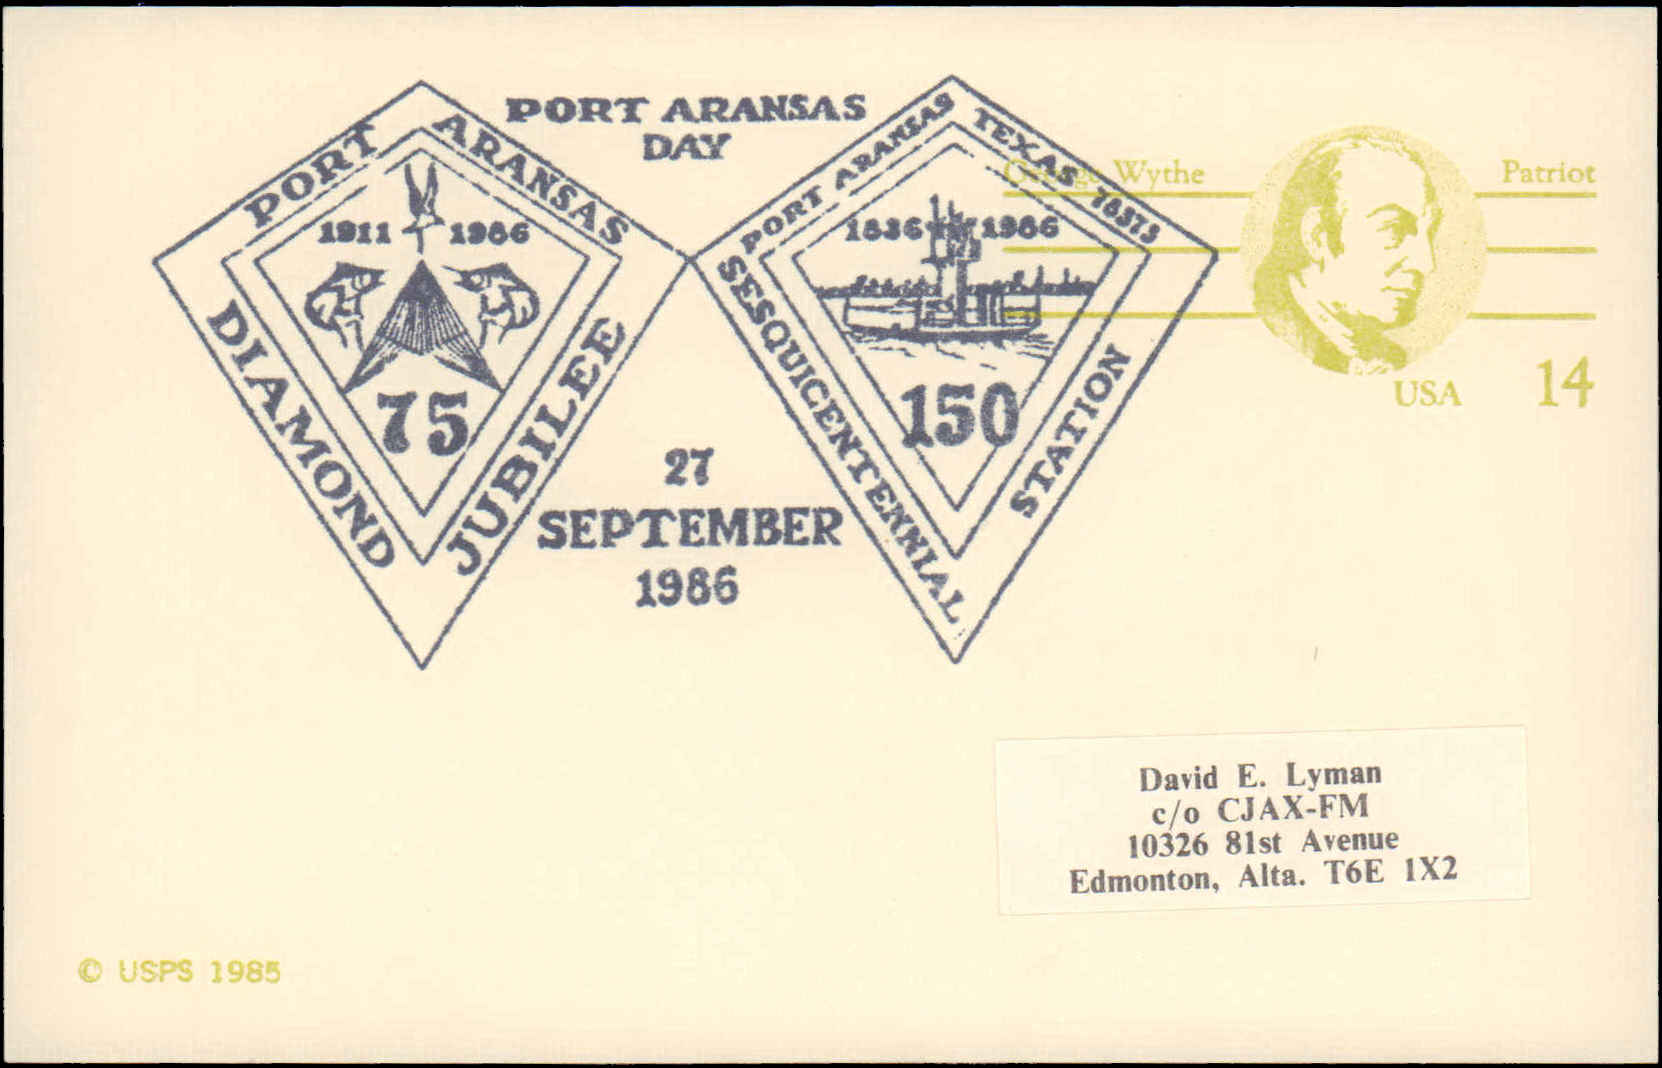 PORT ARANSAS
DAY
PORT ARANSAS
1911 1986
75
DIAMOND JUBILEE
27
SEPTEMBER
1986
PORT ARANSAS TEXAS 78373
1836 1986
150
SESQUICENTENNIAL STATION
George Wythe Patriot
USA 14
David E. Lyman
c/o CJAX-FM
10326 81st Avenue
Edmonton, Alta. T6E 1X2
© USPS 1985